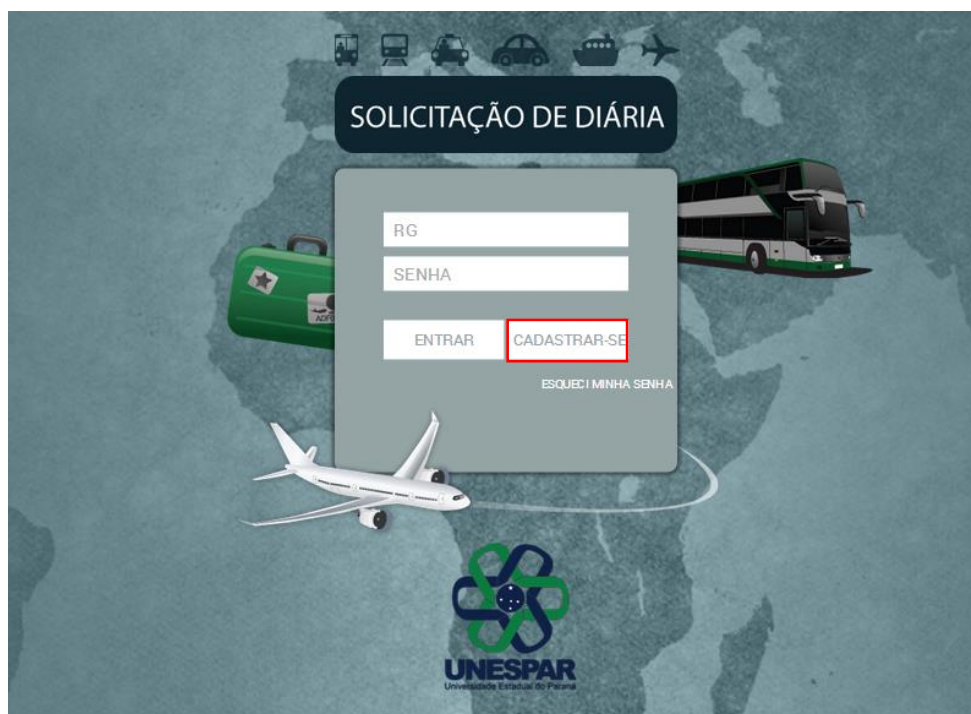 SOLICITAÇÃO DE DIÁRIA
RG
SENHA
ENTRAR
CADASTRAR-SE
ESQUECI MINHA SENHA
UNESPAR
Universidade Estadual do Paraná